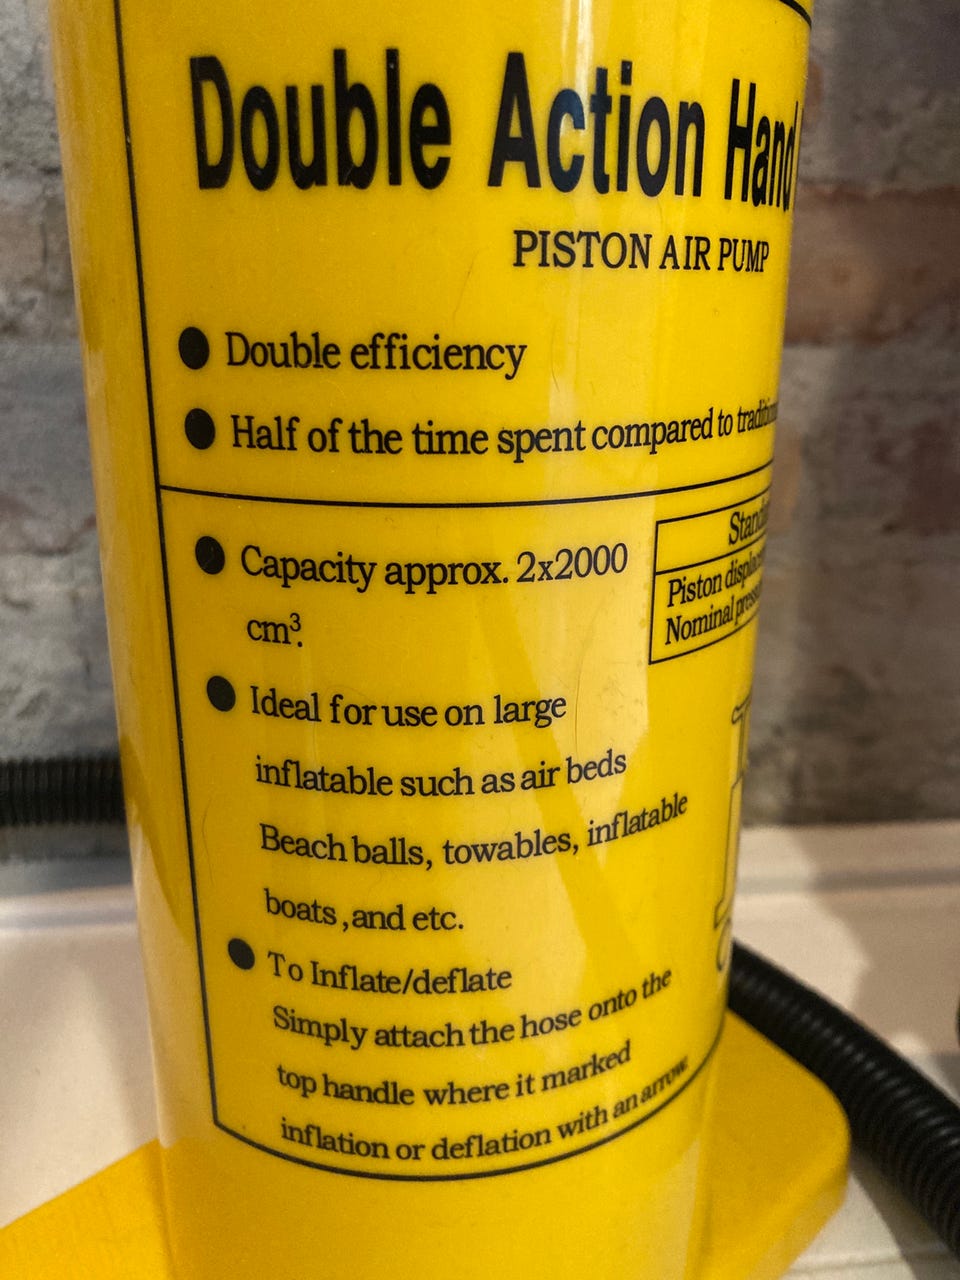 Double Action Hand
PISTON AIR PUMP
● Double efficiency
● Half of the time spent compared to
● Capacity approx. 2x2000
cm³.
● Ideal for use on large
inflatable such as air beds
Beach balls, towables, inflatable
boats ,and etc.
● To Inflate/deflate
Simply attach the hose onto the
top handle where it marked
inflation or deflation with an arrow.
Piston
Nominal